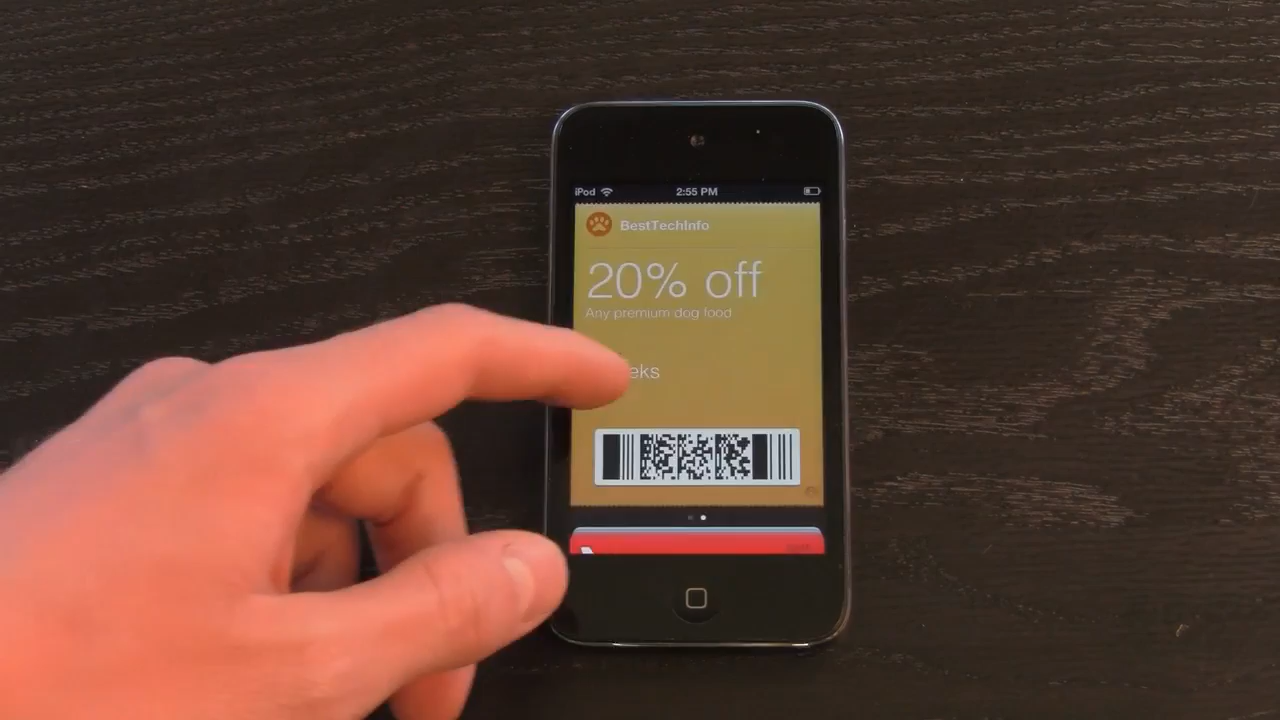 iPod 2:55 PM
BestTechInfo
20% off
Any premium dog food
eks